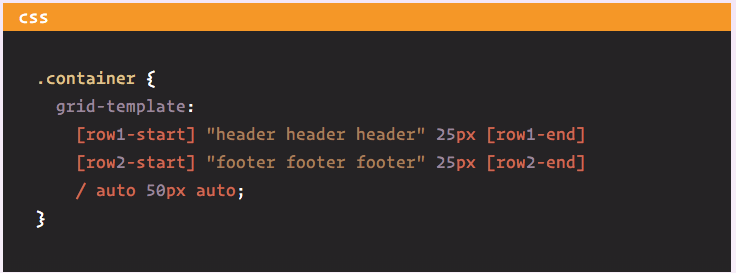 css
.container {
grid-template:
[row1-start] "header header header" 25px [row1-end]
[row2-start] "footer footer footer" 25px [row2-end]
/ auto 50px auto;
}